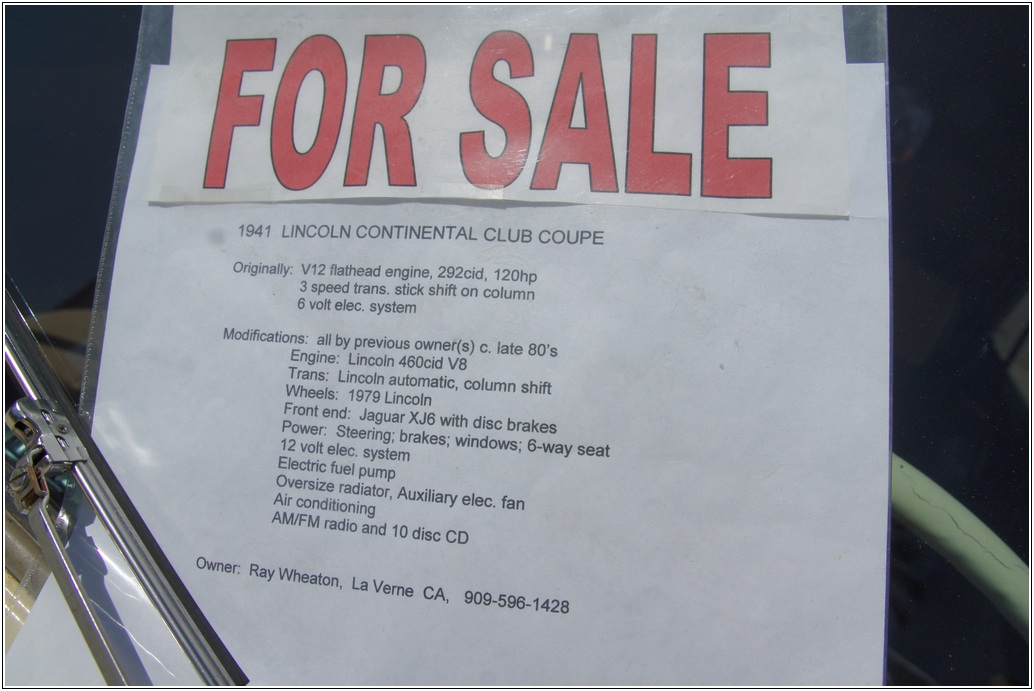 FOR SALE
1941 LINCOLN CONTINENTAL CLUB COUPE
Originally: V12 flathead engine, 292cid, 120hp
3 speed trans. stick shift on column
6 volt elec. system
Modifications: all by previous owner(s) c. late 80's
Engine: Lincoln 460cid V8
Trans: Lincoln automatic, column shift
Wheels: 1979 Lincoln
Front end: Jaguar XJ6 with disc brakes
Power: Steering; brakes; windows; 6-way seat
12 volt elec. system
Electric fuel pump
Oversize radiator, Auxiliary elec. fan
Air conditioning
AM/FM radio and 10 disc CD
Owner: Ray Wheaton, La Verne CA, 909-596-1428